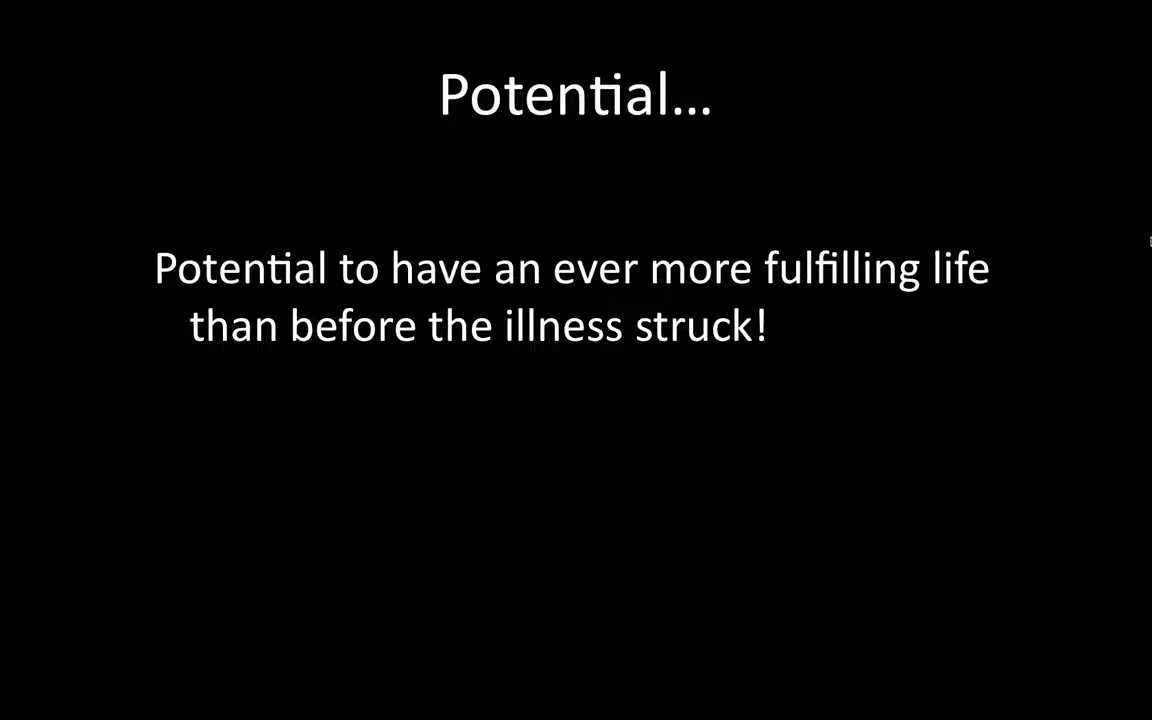 Potential...
Potential to have an ever more fulfilling life
than before the illness struck!